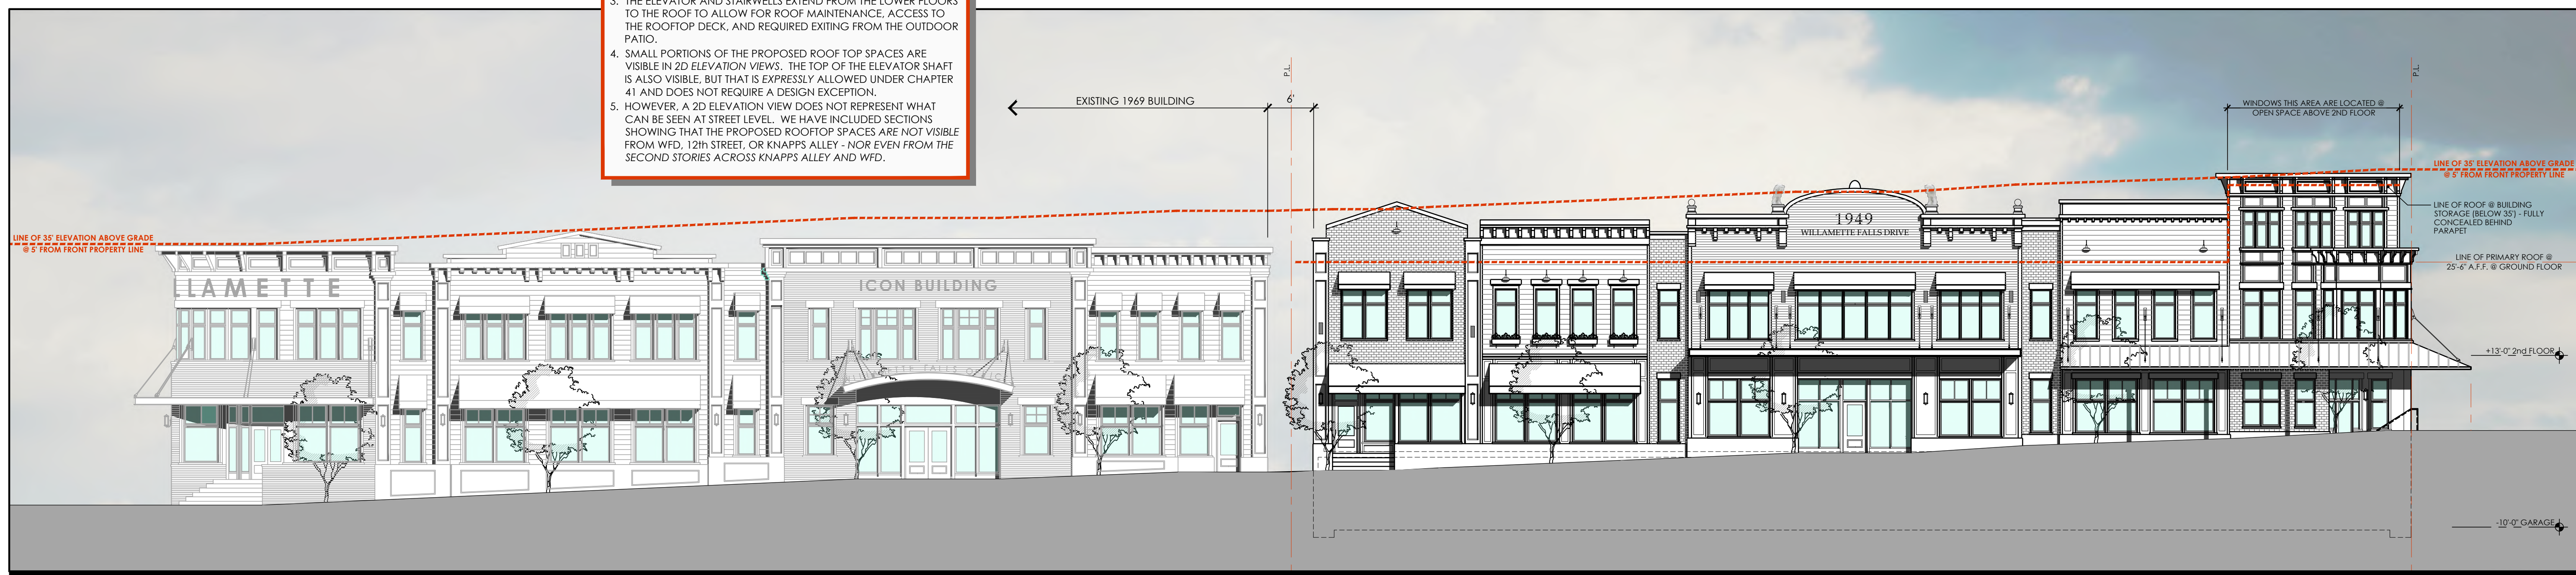 3. THE ELEVATOR AND STAIRWELLS EXTEND FROM THE LOWER FLOORS
TO THE ROOF TO ALLOW FOR ROOF MAINTENANCE, ACCESS TO
THE ROOFTOP DECK, AND REQUIRED EXITING FROM THE OUTDOOR
PATIO.
4. SMALL PORTIONS OF THE PROPOSED ROOF TOP SPACES ARE
VISIBLE IN 2D ELEVATION VIEWS. THE TOP OF THE ELEVATOR SHAFT
IS ALSO VISIBLE, BUT THAT IS EXPRESSLY ALLOWED UNDER CHAPTER
41 AND DOES NOT REQUIRE A DESIGN EXCEPTION.
5. HOWEVER, A 2D ELEVATION VIEW DOES NOT REPRESENT WHAT
CAN BE SEEN AT STREET LEVEL. WE HAVE INCLUDED SECTIONS
SHOWING THAT THE PROPOSED ROOFTOP SPACES ARE NOT VISIBLE
FROM WFD, 12th STREET, OR KNAPPS ALLEY - NOR EVEN FROM THE
SECOND STORIES ACROSS KNAPPS ALLEY AND WFD.
EXISTING 1969 BUILDING
6'
P.L.
P.L.
WINDOWS THIS AREA ARE LOCATED @
OPEN SPACE ABOVE 2ND FLOOR
LINE OF 35' ELEVATION ABOVE GRADE
@ 5' FROM FRONT PROPERTY LINE
LINE OF 35' ELEVATION ABOVE GRADE
@ 5' FROM FRONT PROPERTY LINE
LINE OF ROOF @ BUILDING
STORAGE (BELOW 35') - FULLY
CONCEALED BEHIND
PARAPET
LINE OF PRIMARY ROOF @
25'-6" A.F.F. @ GROUND FLOOR
LLAMETTE
ICON BUILDING
1949
WILLAMETTE FALLS DRIVE
+13'-0" 2nd FLOOR
-10'-0" GARAGE